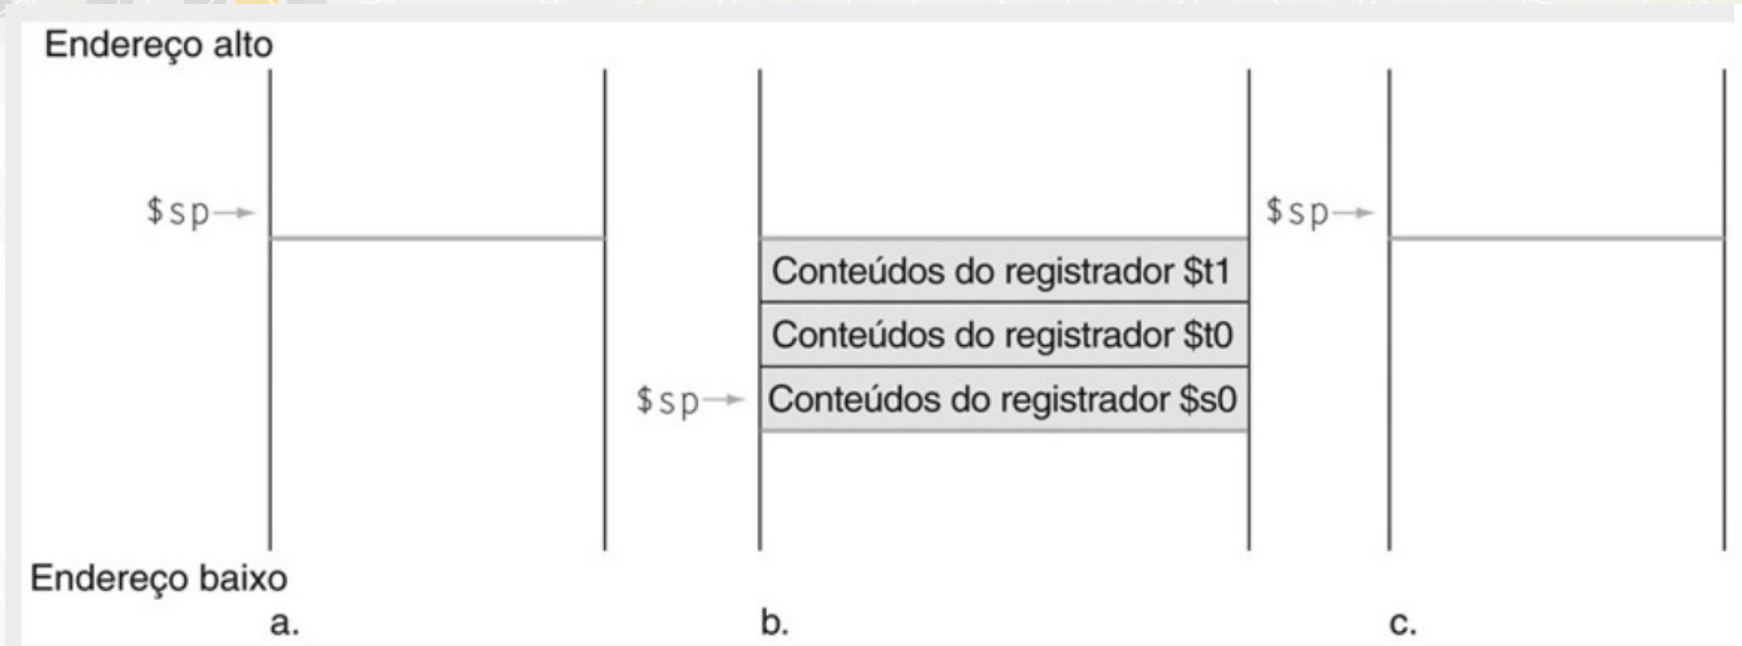 Endereço alto
$sp
$sp
Conteúdos do registrador $t1
Conteúdos do registrador $t0
$sp
Conteúdos do registrador $s0
Endereço baixo
a.
b.
c.